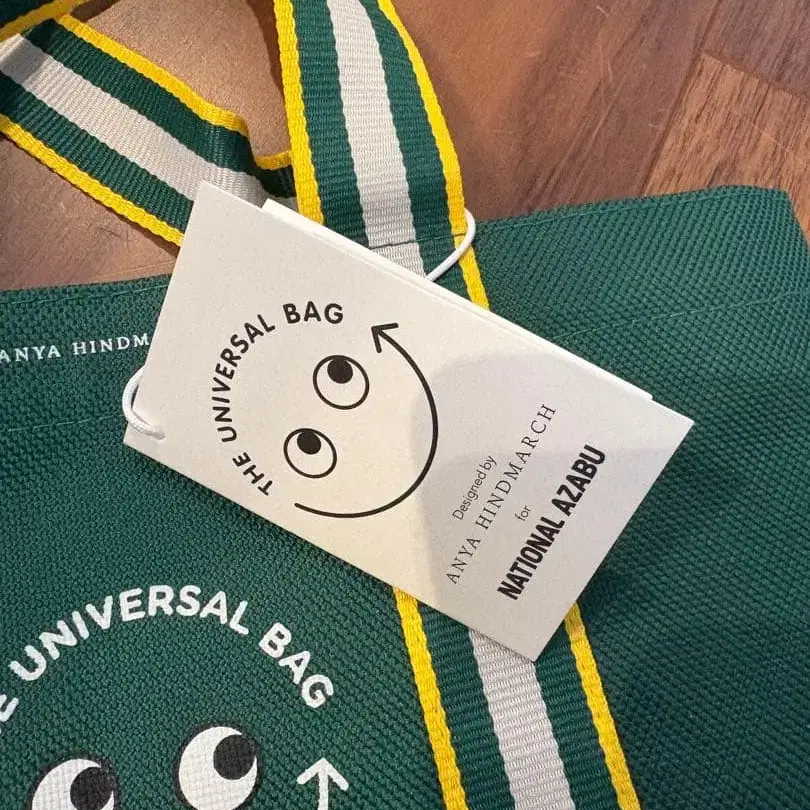 ANYA HINDM
THE UNIVERSAL BAG
Designed by
ANYA HINDMARCH
for
NATIONAL AZABU
UNIVERSAL BAG